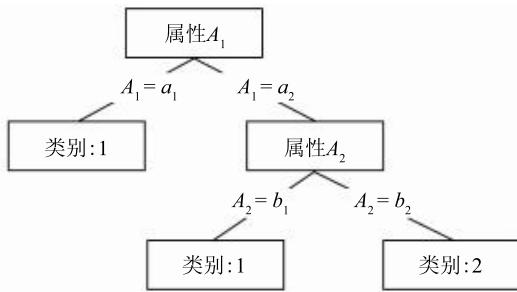 属性A₁
A₁ = a₁
A₁ = a₂
类别:1
属性A₂
A₂ = b₁
A₂ = b₂
类别:1
类别:2